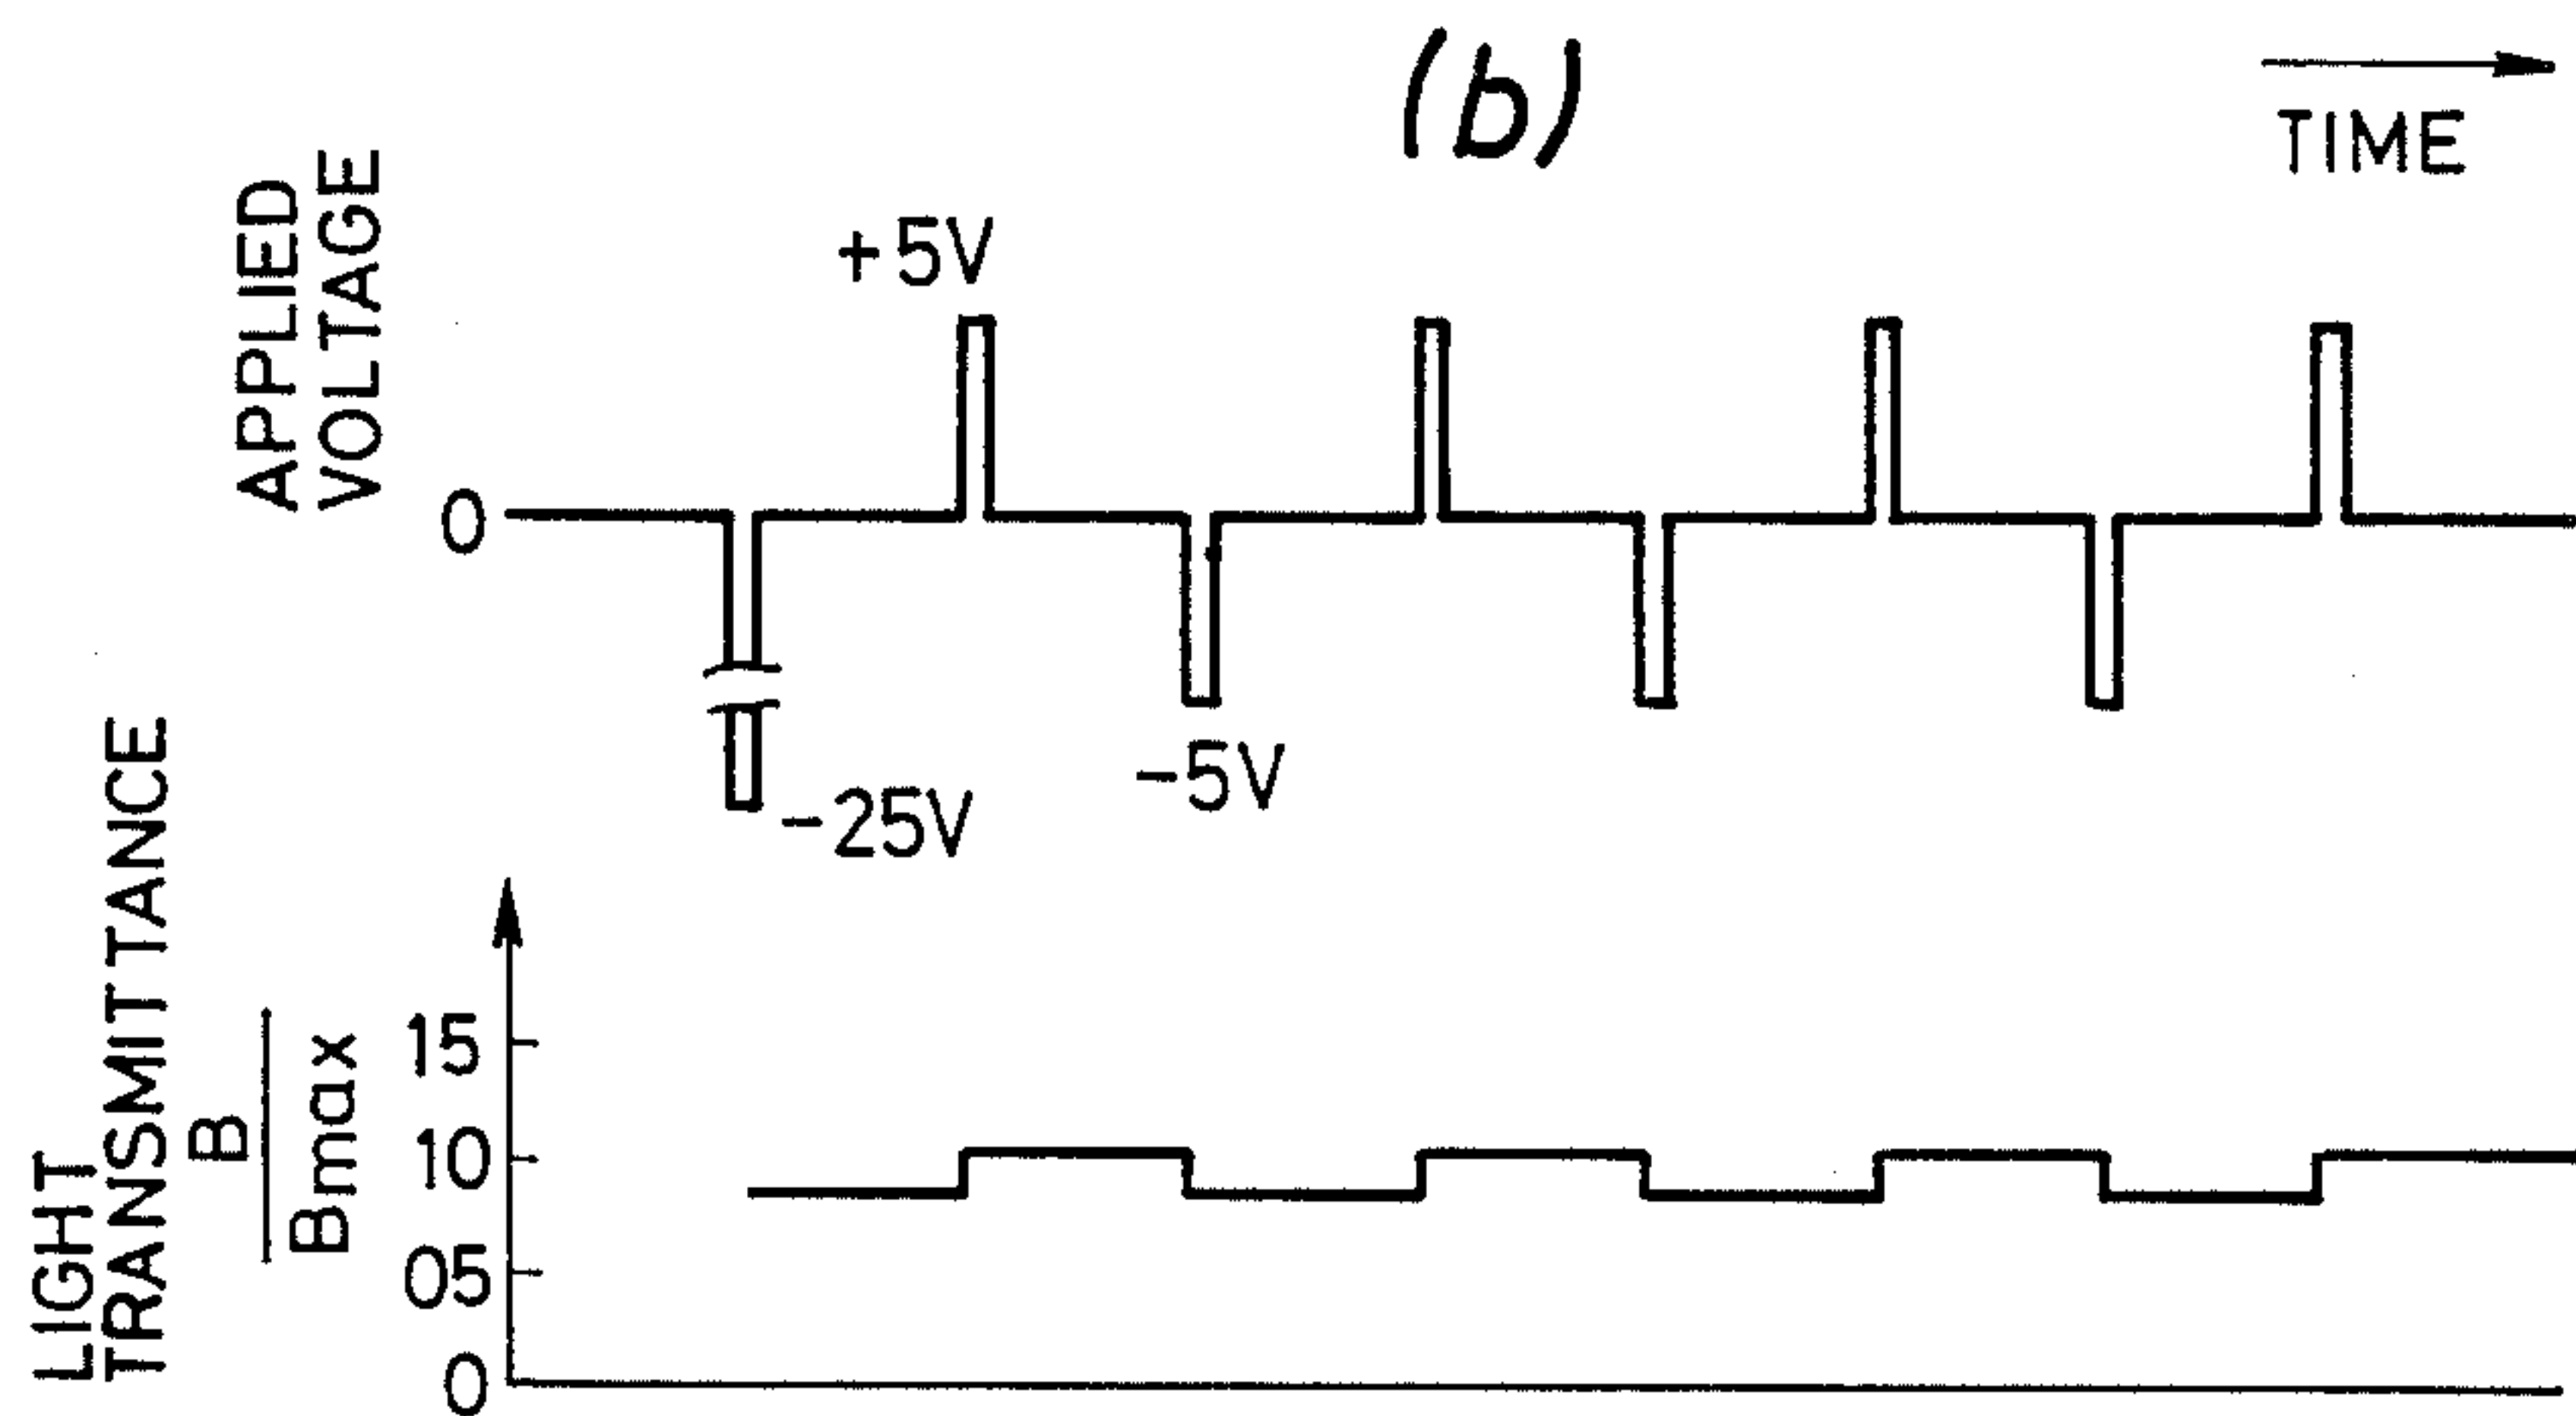 (b)
TIME
APPLIED
VOLTAGE
+5V
0
-5V
-25V
LIGHT
TRANSMITTANCE
B
Bmax
15
10
05
0